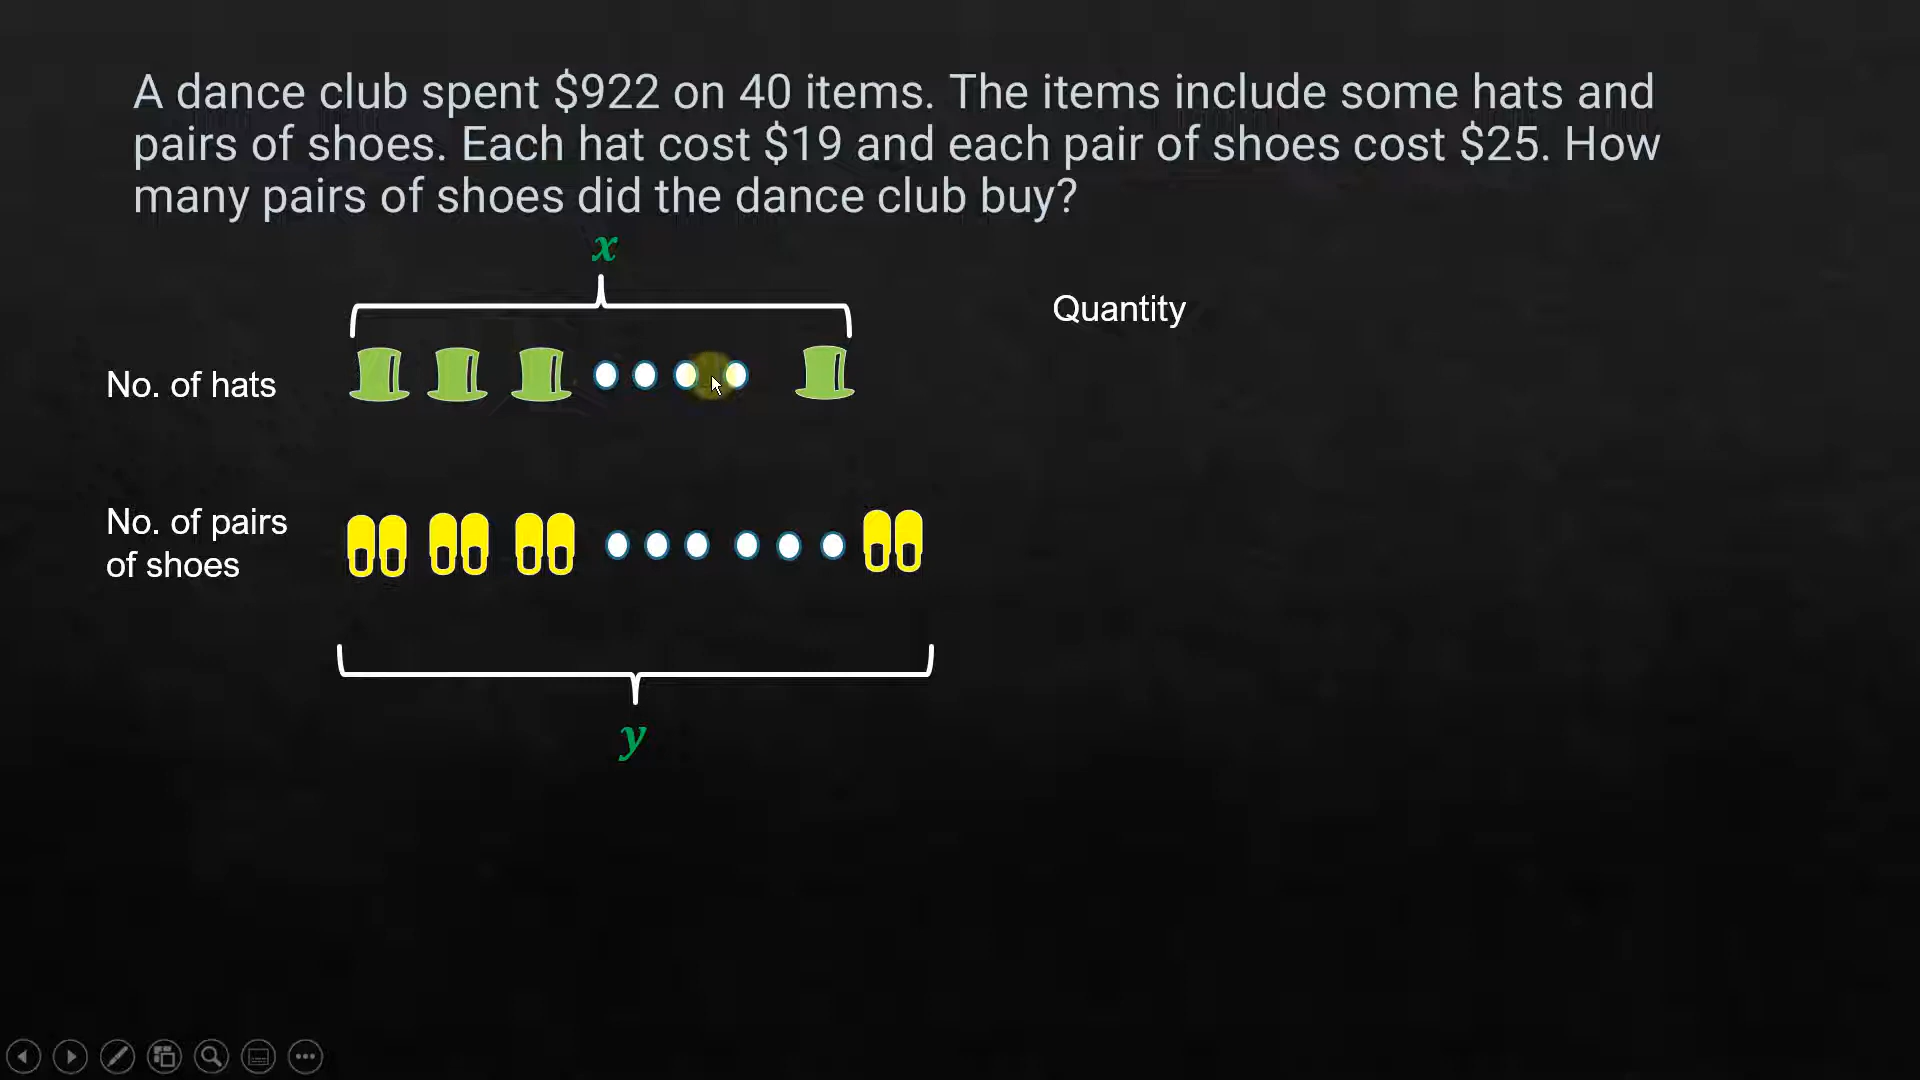 A dance club spent $922 on 40 items. The items include some hats and
pairs of shoes. Each hat cost $19 and each pair of shoes cost $25. How
many pairs of shoes did the dance club buy?
x
Quantity
No. of hats
No. of pairs
of shoes
y